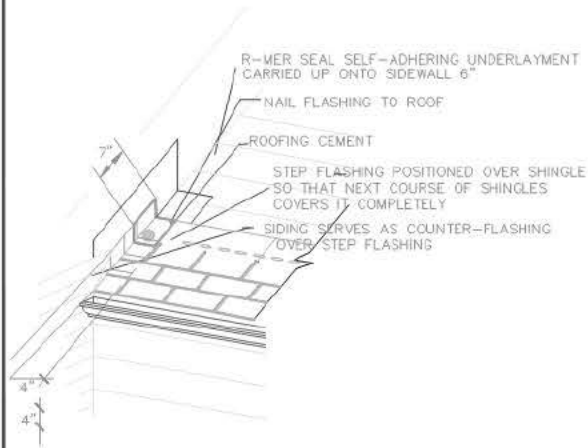 R-MER SEAL SELF-ADHERING UNDERLAYMENT
CARRIED UP ONTO SIDEWALL 6"
NAIL FLASHING TO ROOF
ROOFING CEMENT
7"
STEP FLASHING POSITIONED OVER SHINGLE
SO THAT NEXT COURSE OF SHINGLES
COVERS IT COMPLETELY
SIDING SERVES AS COUNTER-FLASHING
OVER STEP FLASHING
4"
4"